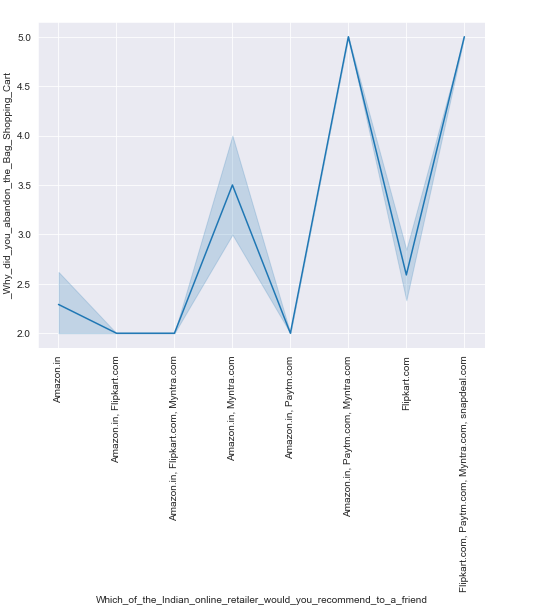 _Why_did_you_abandon_the_Bag_Shopping_Cart
5.0
4.5
4.0
3.5
3.0
2.5
2.0
Amazon.in
Amazon.in, Flipkart.com
Amazon.in, Flipkart.com, Myntra.com
Amazon.in, Myntra.com
Amazon.in, Paytm.com
Amazon.in, Paytm.com, Myntra.com
Flipkart.com
Flipkart.com, Paytm.com, Myntra.com, snapdeal.com
Which_of_the_Indian_online_retailer_would_you_recommend_to_a_friend